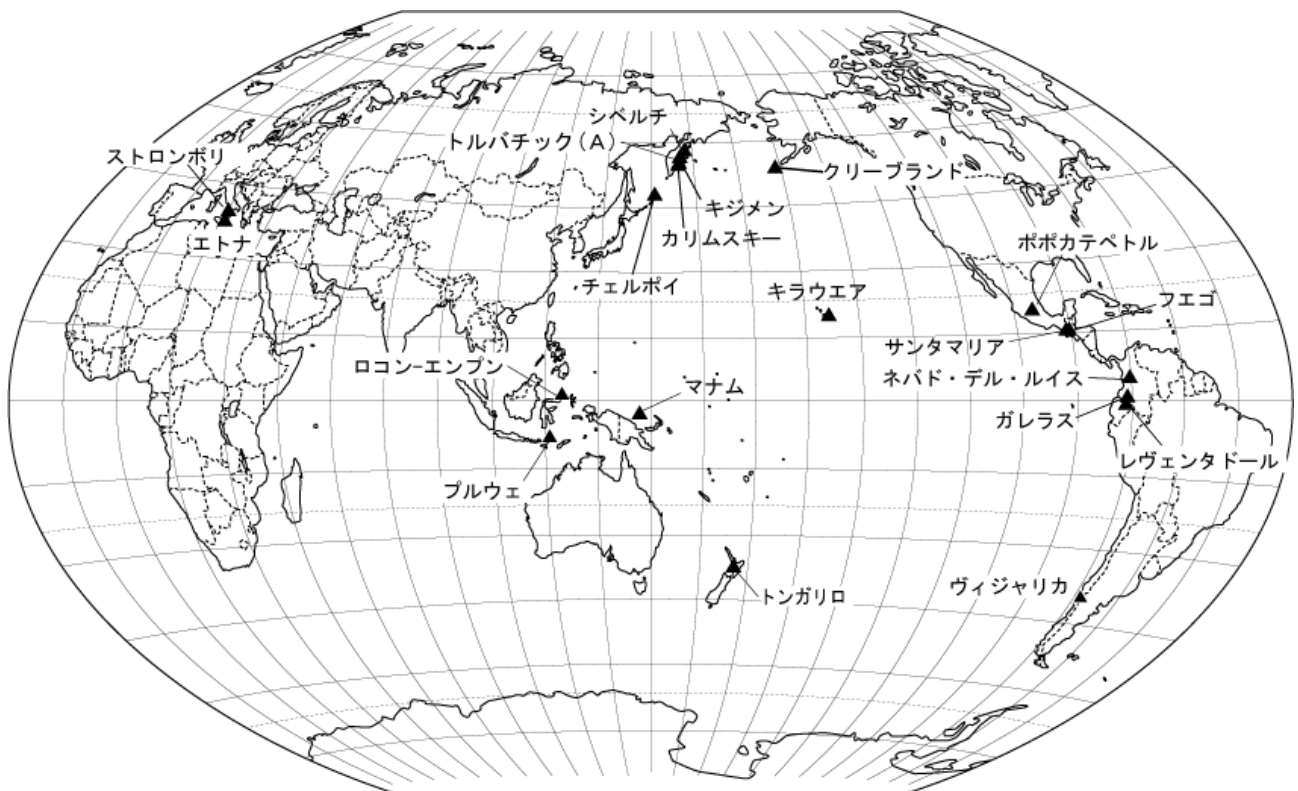 シベルチ
トルバチック(A)
ストロンボリ
クリーブランド
キジメン
エトナ
カリムスキー
ポポカテペトル
チェルポイ
キラウエア
フエゴ
サンタマリア
ロコン-エンプン
ネバド・デル・ルイス
マナム
ガレラス
レヴェンタドール
プルウェ
ヴィジャリカ
トンガリロ